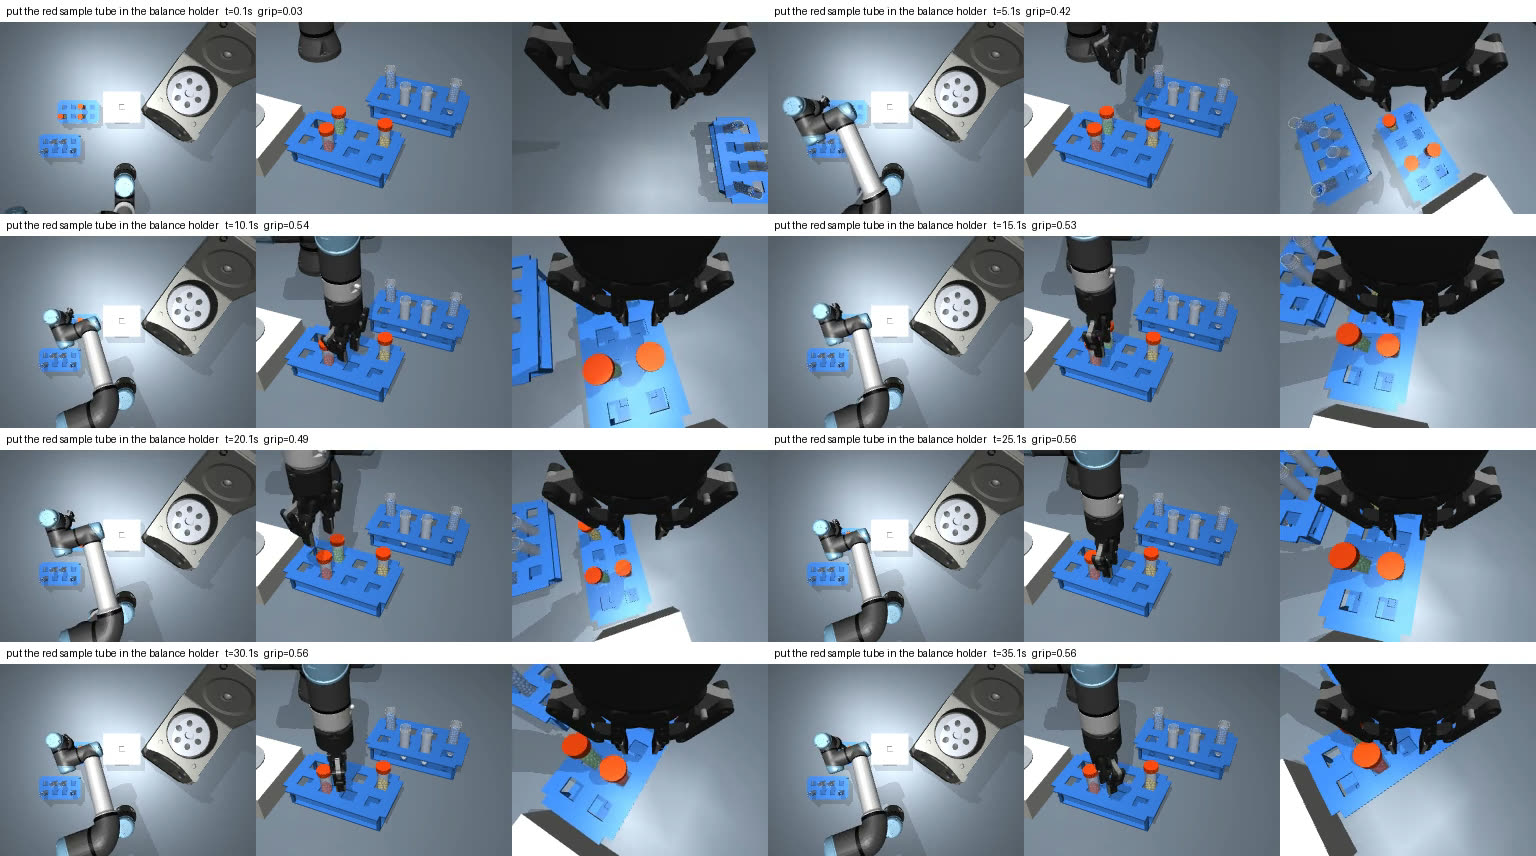 put the red sample tube in the balance holder t=0.1s grip=0.03
put the red sample tube in the balance holder t=5.1s grip=0.42
put the red sample tube in the balance holder t=10.1s grip=0.54
put the red sample tube in the balance holder t=15.1s grip=0.53
put the red sample tube in the balance holder t=20.1s grip=0.49
put the red sample tube in the balance holder t=25.1s grip=0.56
put the red sample tube in the balance holder t=30.1s grip=0.56
put the red sample tube in the balance holder t=35.1s grip=0.56